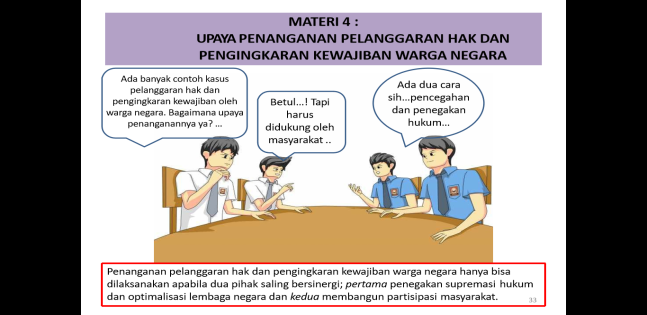 MATERI 4 :
UPAYA PENANGANAN PELANGGARAN HAK DAN
PENGINGKARAN KEWAJIBAN WARGA NEGARA
Ada banyak contoh kasus
pelanggaran hak dan
pengingkaran kewajiban oleh
warga negara. Bagaimana upaya
penanganannya ya? ...
Betul...! Tapi
harus
didukung oleh
masyarakat ..
Ada dua cara
sih...pencegahan
dan penegakan
hukum...
Penanganan pelanggaran hak dan pengingkaran kewajiban warga negara hanya bisa
dilaksanakan apabila dua pihak saling bersinergi; pertama penegakan supremasi hukum
dan optimalisasi lembaga negara dan kedua membangun partisipasi masyarakat.
33